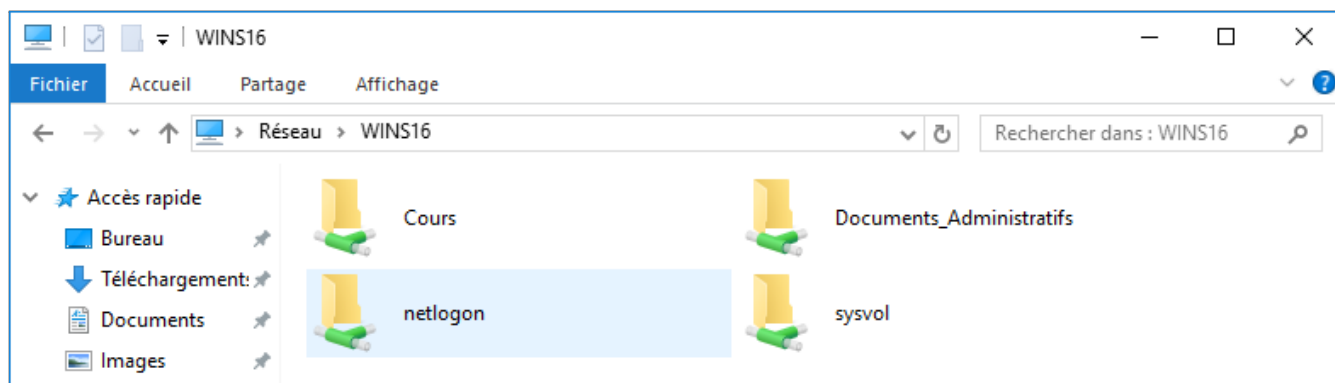 WINS16
Fichier Accueil Partage Affichage
Réseau > WINS16 Rechercher dans : WINS16
Accès rapide
Bureau
Téléchargement
Documents
Images
Cours Documents_Administratifs
netlogon sysvol